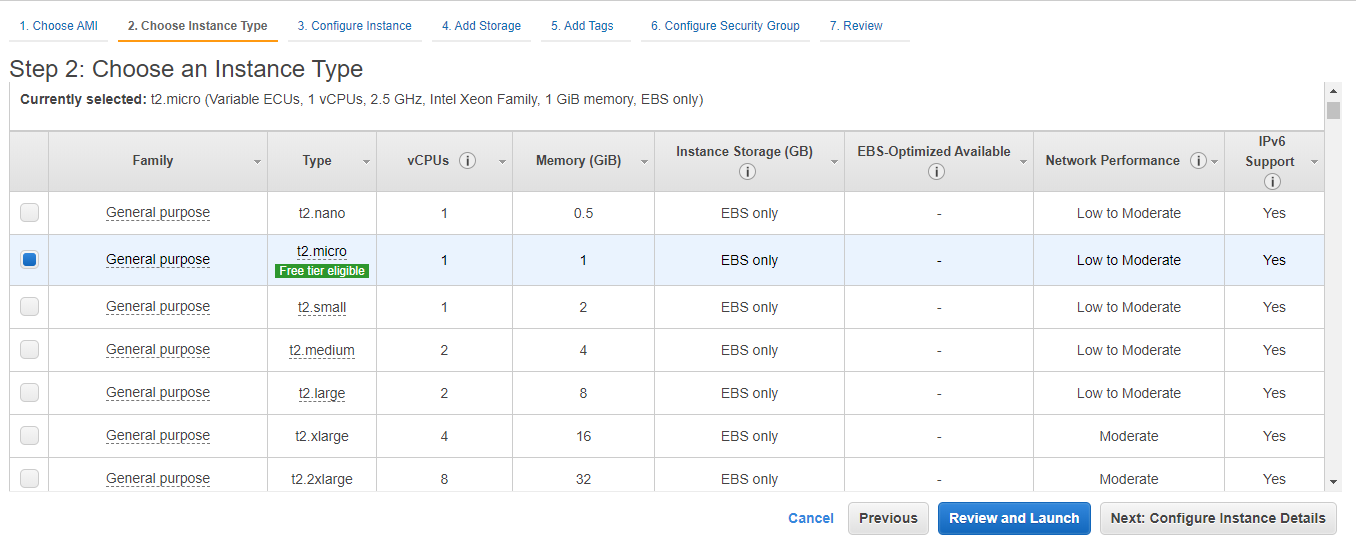 1. Choose AMI 2. Choose Instance Type 3. Configure Instance 4. Add Storage 5. Add Tags 6. Configure Security Group 7. Review
Step 2: Choose an Instance Type
Currently selected: t2.micro (Variable ECUs, 1 vCPUs, 2.5 GHz, Intel Xeon Family, 1 GiB memory, EBS only)
Family Type vCPUs Memory (GiB) Instance Storage (GB) EBS-Optimized Available Network Performance IPv6 Support
General purpose t2.nano 1 0.5 EBS only - Low to Moderate Yes
General purpose t2.micro 1 1 EBS only - Low to Moderate Yes
Free tier eligible
General purpose t2.small 1 2 EBS only - Low to Moderate Yes
General purpose t2.medium 2 4 EBS only - Low to Moderate Yes
General purpose t2.large 2 8 EBS only - Low to Moderate Yes
General purpose t2.xlarge 4 16 EBS only - Moderate Yes
General purpose t2.2xlarge 8 32 EBS only - Moderate Yes
Cancel Previous Review and Launch Next: Configure Instance Details